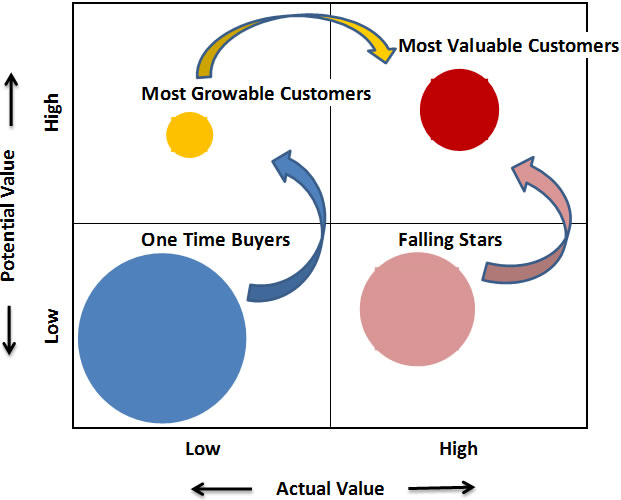 Most Valuable Customers
Most Growable Customers
High
Potential Value
One Time Buyers
Falling Stars
Low
Low
High
Actual Value